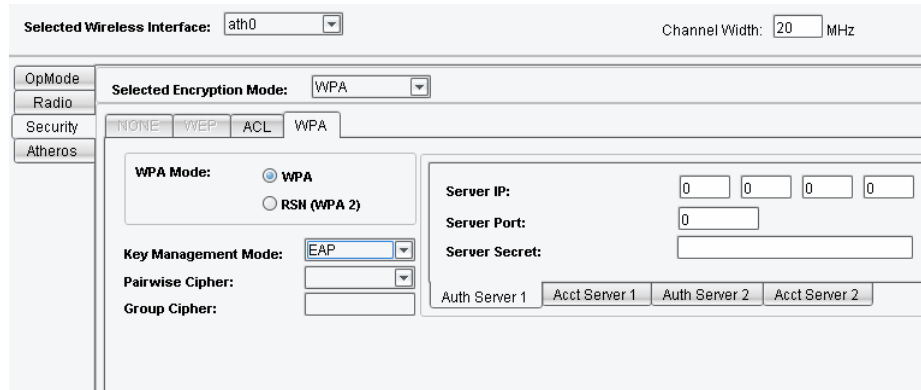 Selected Wireless Interface: ath0 Channel Width: 20 MHz
OpMode
Radio
Security
Atheros
Selected Encryption Mode: WPA
NONE WEP ACL WPA
WPA Mode: WPA
RSN (WPA 2)
Key Management Mode: EAP
Pairwise Cipher:
Group Cipher:
Server IP: 0 0 0 0
Server Port: 0
Server Secret:
Auth Server 1 Acct Server 1 Auth Server 2 Acct Server 2